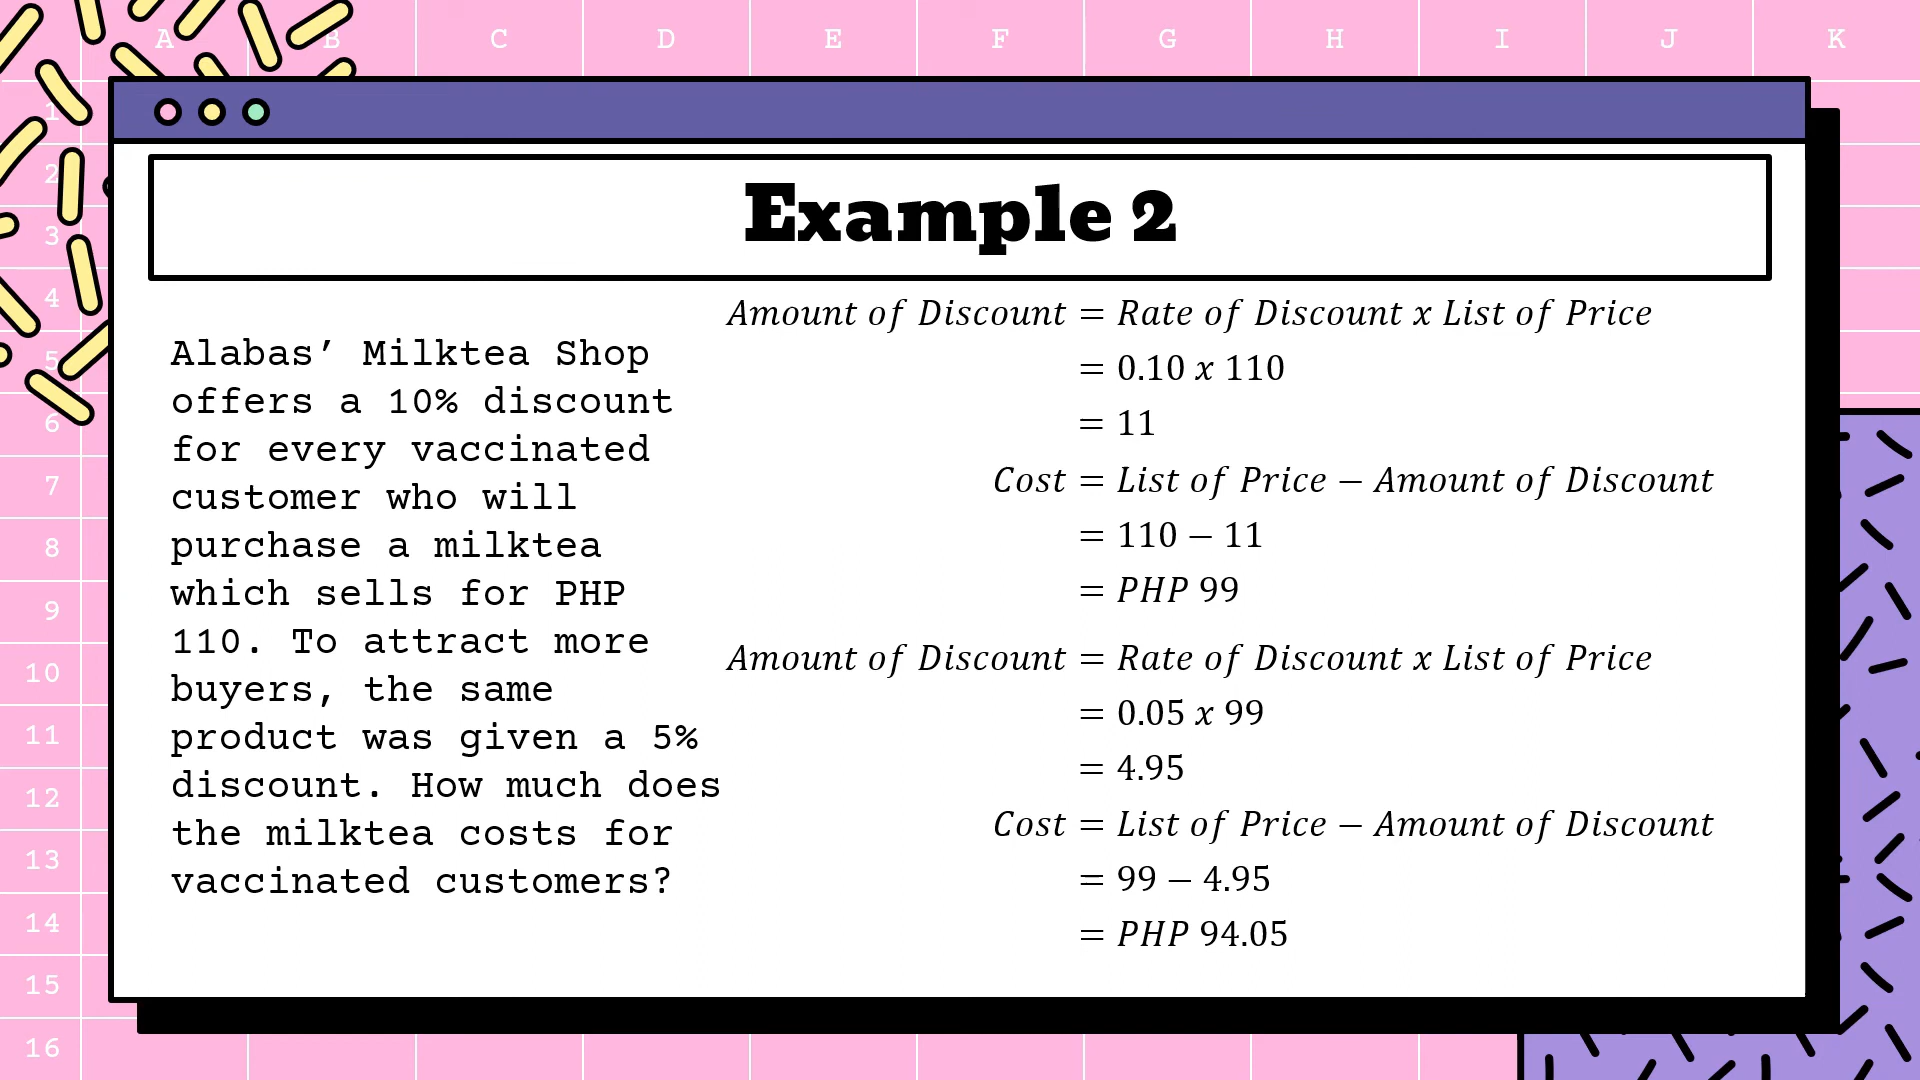 A B C D E F G H I J K
1
2
3
4
5
6
7
8
9
10
11
12
13
14
15
16
Example 2
Alabas’ Milktea Shop
offers a 10% discount
for every vaccinated
customer who will
purchase a milktea
which sells for PHP
110. To attract more
buyers, the same
product was given a 5%
discount. How much does
the milktea costs for
vaccinated customers?
Amount of Discount = Rate of Discount x List of Price
= 0.10 x 110
= 11
Cost = List of Price − Amount of Discount
= 110 − 11
= PHP 99
Amount of Discount = Rate of Discount x List of Price
= 0.05 x 99
= 4.95
Cost = List of Price − Amount of Discount
= 99 − 4.95
= PHP 94.05